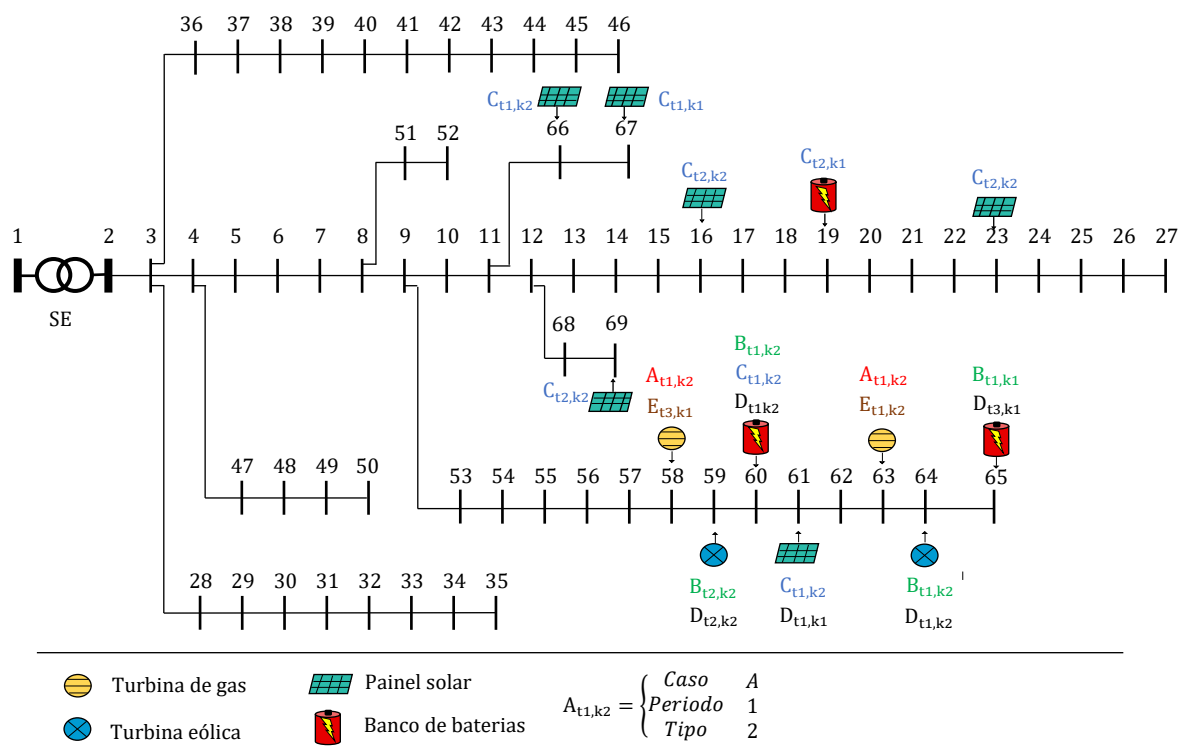 36 37 38 39 40 41 42 43 44 45 46
C_{t1,k2} C_{t1,k1}
51 52 66 67
C_{t2,k2} C_{t2,k1} C_{t2,k2}
1 2 3 4 5 6 7 8 9 10 11 12 13 14 15 16 17 18 19 20 21 22 23 24 25 26 27
SE
68 69
C_{t2,k2}
A_{t1,k2}
E_{t3,k1}
B_{t1,k2}
C_{t1,k2}
D_{t1k2}
A_{t1,k2}
E_{t1,k2}
B_{t1,k1}
D_{t3,k1}
47 48 49 50
53 54 55 56 57 58 59 60 61 62 63 64 65
B_{t2,k2}
D_{t2,k2}
C_{t1,k2}
D_{t1,k1}
B_{t1,k2}
D_{t1,k2}
28 29 30 31 32 33 34 35
Turbina de gas
Turbina eólica
Painel solar
Banco de baterias
A_{t1,k2} = {
Caso A
Periodo 1
Tipo 2